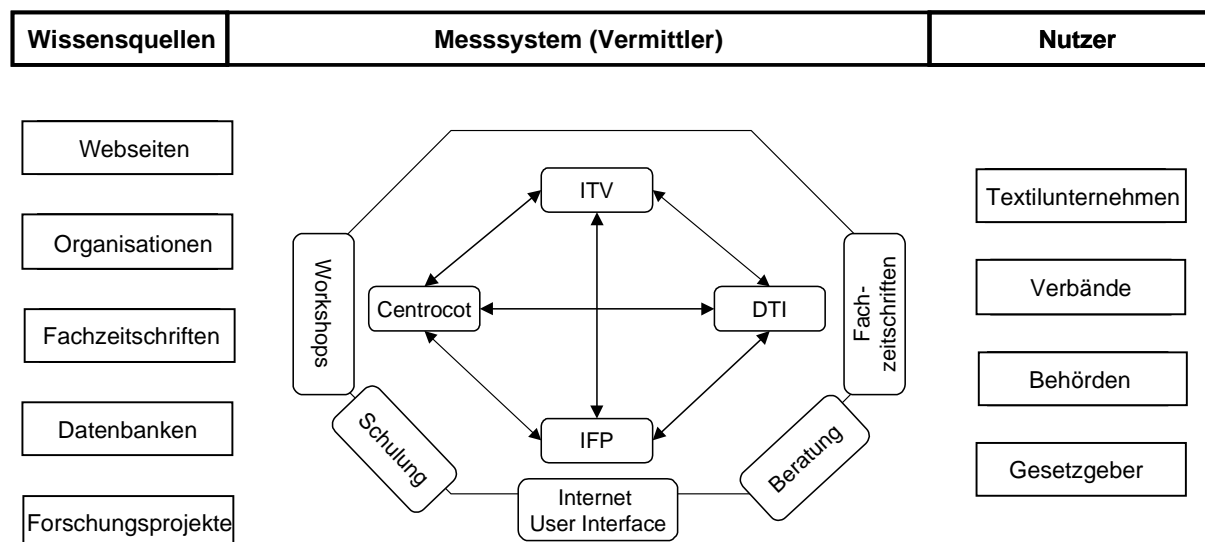 Wissensquellen
Messsystem (Vermittler)
Nutzer
Webseiten
Organisationen
Fachzeitschriften
Datenbanken
Forschungsprojekte
ITV
Centrocot
DTI
IFP
Workshops
Schulung
Internet
User Interface
Beratung
Fach-
zeitschriften
Textilunternehmen
Verbände
Behörden
Gesetzgeber